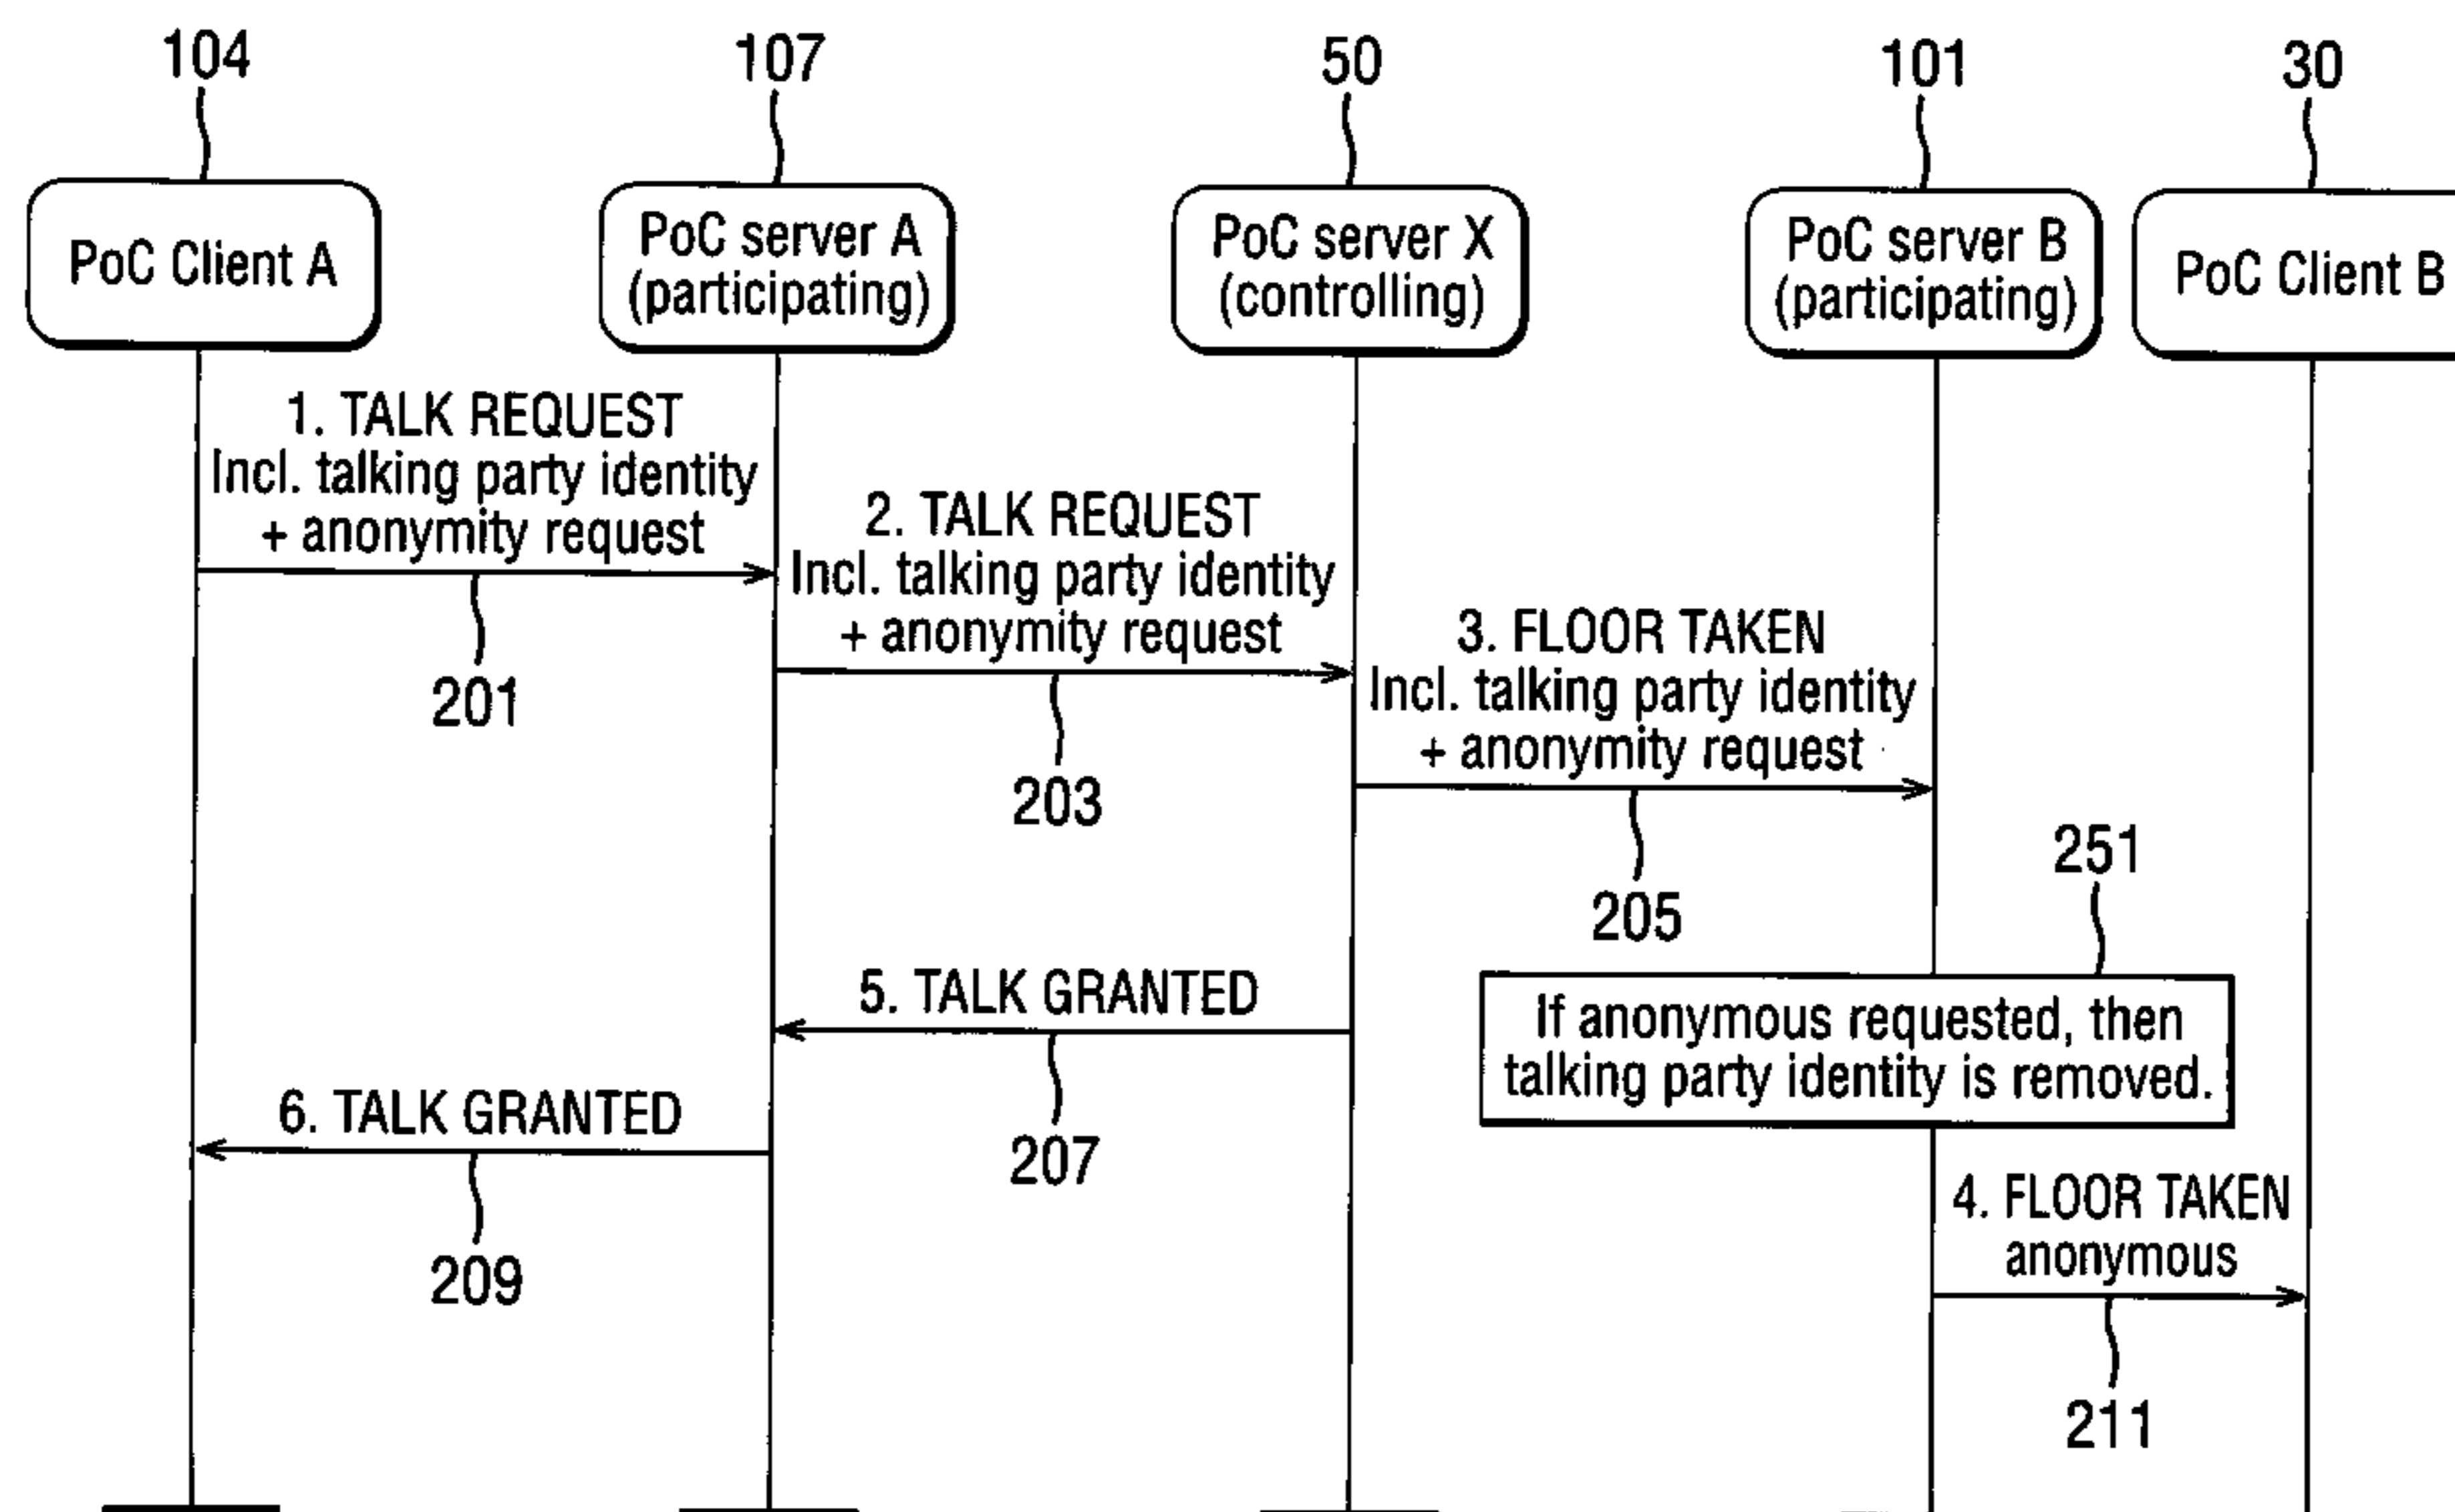 104
107
50
101
30
PoC Client A
PoC server A
(participating)
PoC server X
(controlling)
PoC server B
(participating)
PoC Client B
1. TALK REQUEST
Incl. talking party identity
+ anonymity request
201
2. TALK REQUEST
Incl. talking party identity
+ anonymity request
203
3. FLOOR TAKEN
Incl. talking party identity
+ anonymity request
205
251
If anonymous requested, then
talking party identity is removed.
5. TALK GRANTED
207
6. TALK GRANTED
209
4. FLOOR TAKEN
anonymous
211